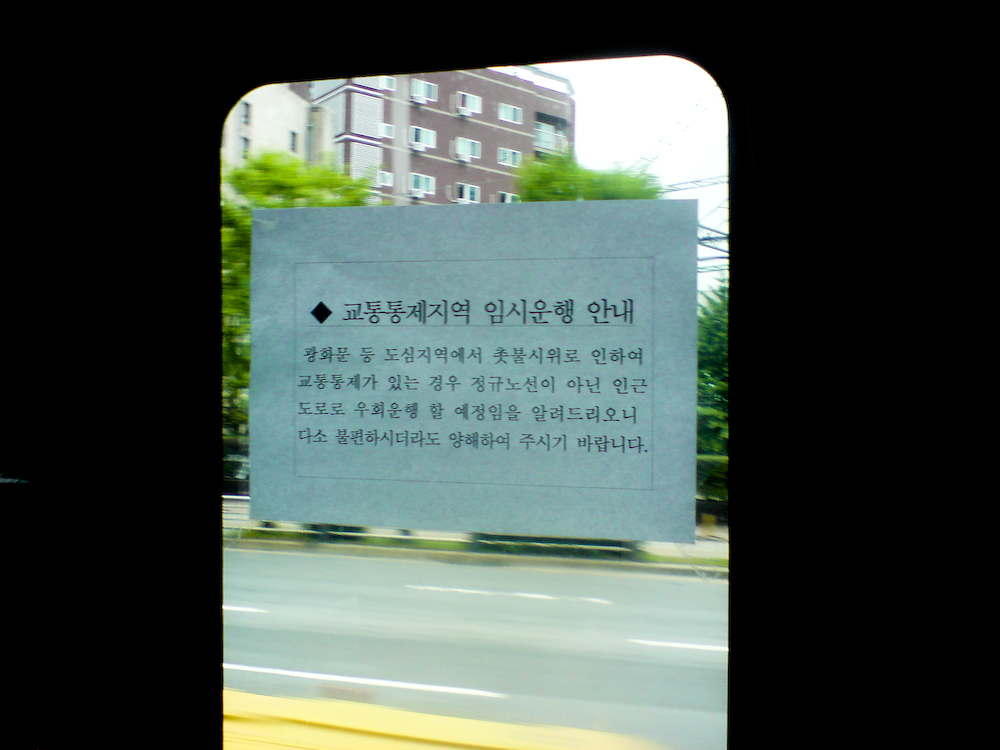 ◆ 교통통제지역 임시운행 안내
광화문 등 도심지역에서 촛불시위로 인하여
교통통제가 있는 경우 정규노선이 아닌 인근
도로로 우회운행 할 예정임을 알려드리오니
다소 불편하시더라도 양해하여 주시기 바랍니다.